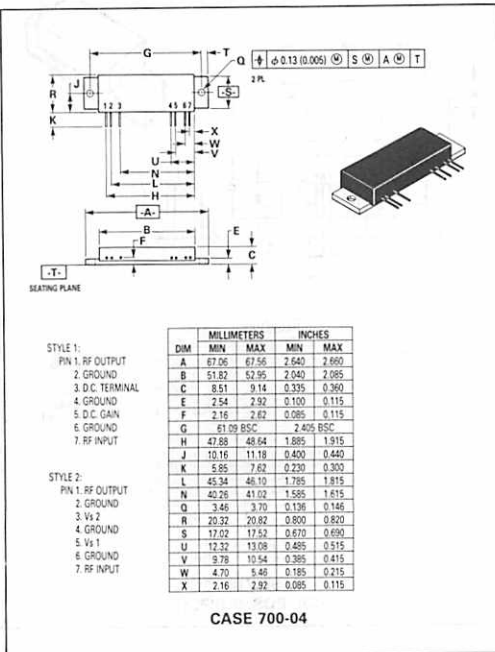 G
T
Q
⌖ ϕ 0.13 (0.005) Ⓜ S Ⓜ A Ⓜ T
2 PL
J
R
-S-
K
1 2 3 4 5 6 7
X
W
V
U
N
L
H
-A-
B
F
E
C
-T-
SEATING PLANE
STYLE 1:
PIN 1. RF OUTPUT
2. GROUND
3. D.C. TERMINAL
4. GROUND
5. D.C. GAIN
6. GROUND
7. RF INPUT
STYLE 2:
PIN 1. RF OUTPUT
2. GROUND
3. Vs 2
4. GROUND
5. Vs 1
6. GROUND
7. RF INPUT
MILLIMETERS INCHES
DIM MIN MAX MIN MAX
A 67.06 67.56 2.640 2.660
B 51.82 52.95 2.040 2.085
C 8.51 9.14 0.335 0.360
E 2.54 2.92 0.100 0.115
F 2.16 2.62 0.085 0.115
G 61.09 BSC 2.405 BSC
H 47.88 48.64 1.885 1.915
J 10.16 11.18 0.400 0.440
K 5.85 7.62 0.230 0.300
L 45.34 46.10 1.785 1.815
N 40.26 41.02 1.585 1.615
Q 3.46 3.70 0.136 0.146
R 20.32 20.82 0.800 0.820
S 17.02 17.52 0.670 0.690
U 12.32 13.08 0.485 0.515
V 9.78 10.54 0.385 0.415
W 4.70 5.46 0.185 0.215
X 2.16 2.92 0.085 0.115
CASE 700-04